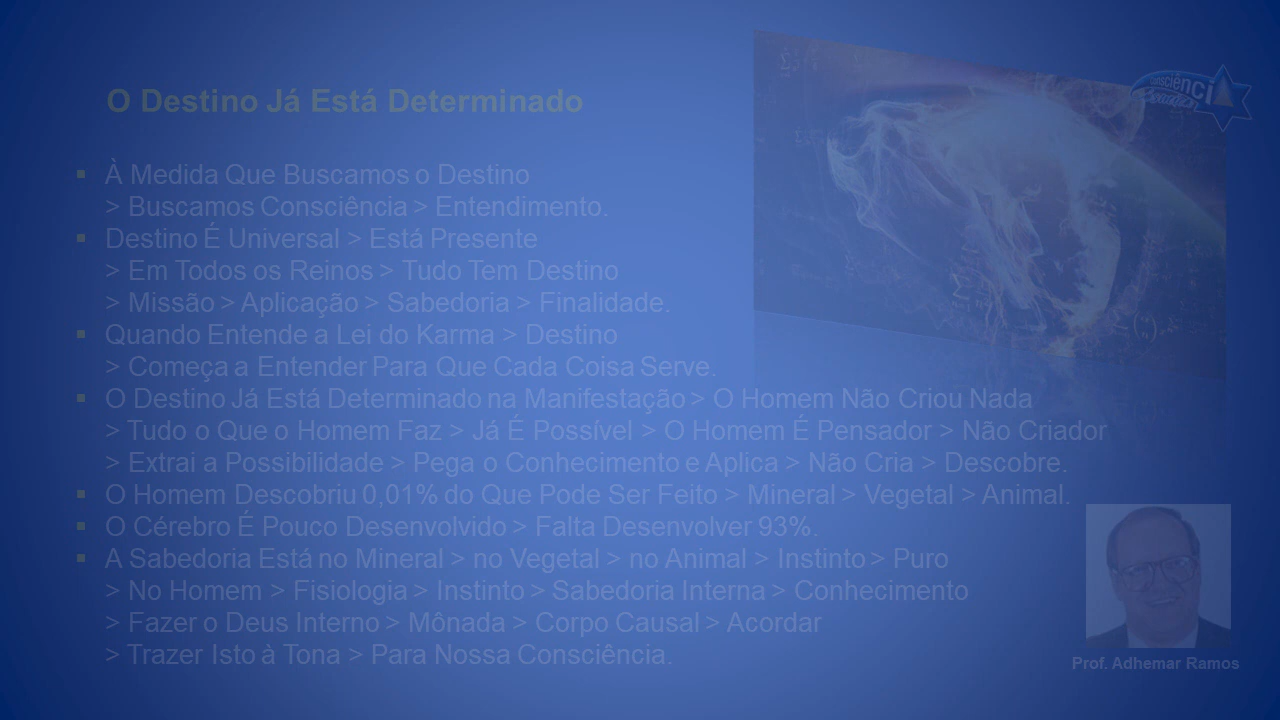 O Destino Já Está Determinado
▪ À Medida Que Buscamos o Destino
> Buscamos Consciência > Entendimento.
▪ Destino É Universal > Está Presente
> Em Todos os Reinos > Tudo Tem Destino
> Missão > Aplicação > Sabedoria > Finalidade.
▪ Quando Entende a Lei do Karma > Destino
> Começa a Entender Para Que Cada Coisa Serve.
▪ O Destino Já Está Determinado na Manifestação > O Homem Não Criou Nada
> Tudo o Que o Homem Faz > Já É Possível > O Homem É Pensador > Não Criador
> Extrai a Possibilidade > Pega o Conhecimento e Aplica > Não Cria > Descobre.
▪ O Homem Descobriu 0,01% do Que Pode Ser Feito > Mineral > Vegetal > Animal.
▪ O Cérebro É Pouco Desenvolvido > Falta Desenvolver 93%.
▪ A Sabedoria Está no Mineral > no Vegetal > no Animal > Instinto > Puro
> No Homem > Fisiologia > Instinto > Sabedoria Interna > Conhecimento
> Fazer o Deus Interno > Mônada > Corpo Causal > Acordar
> Trazer Isto à Tona > Para Nossa Consciência.
Prof. Adhemar Ramos